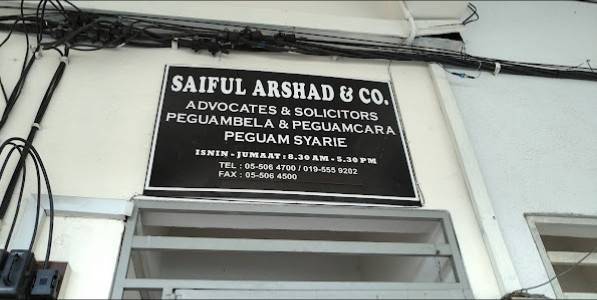 SAIFUL ARSHAD & CO.
ADVOCATES & SOLICITORS
PEGUAMBELA & PEGUAMCARA
PEGUAM SYARIE
ISNIN - JUMAAT : 8.30 AM - 5.30 PM
TEL : 05-506 4700 / 019-555 9202
FAX : 05-506 4500